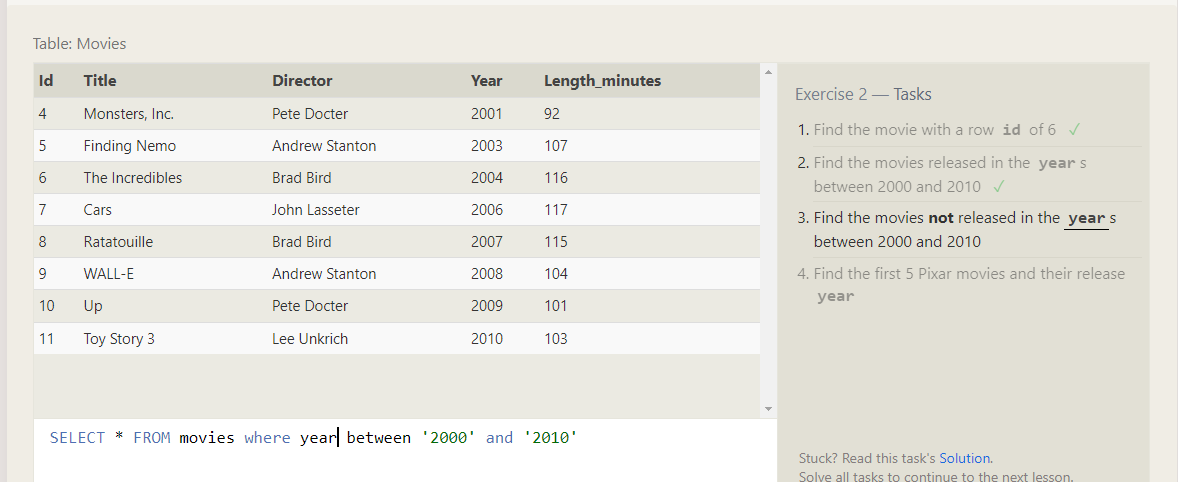 Table: Movies
Id Title Director Year Length_minutes
4 Monsters, Inc. Pete Docter 2001 92
5 Finding Nemo Andrew Stanton 2003 107
6 The Incredibles Brad Bird 2004 116
7 Cars John Lasseter 2006 117
8 Ratatouille Brad Bird 2007 115
9 WALL-E Andrew Stanton 2008 104
10 Up Pete Docter 2009 101
11 Toy Story 3 Lee Unkrich 2010 103
SELECT * FROM movies where year between '2000' and '2010'
Exercise 2 — Tasks
1. Find the movie with a row id of 6 ✓
2. Find the movies released in the year s
between 2000 and 2010 ✓
3. Find the movies not released in the year s
between 2000 and 2010
4. Find the first 5 Pixar movies and their release
year
Stuck? Read this task's Solution.
Solve all tasks to continue to the next lesson.